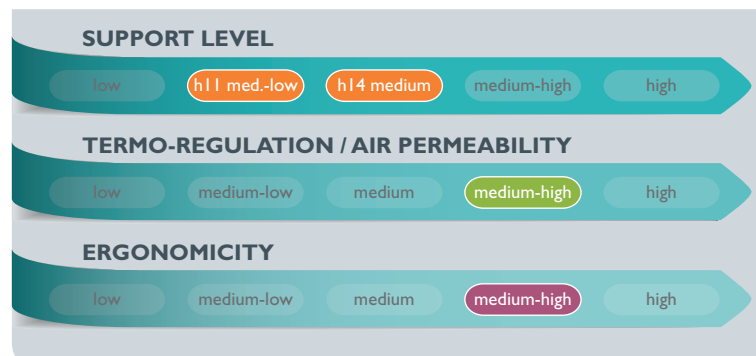 SUPPORT LEVEL
low h11 med.-low h14 medium medium-high high
TERMO-REGULATION / AIR PERMEABILITY
low medium-low medium medium-high high
ERGONOMICITY
low medium-low medium medium-high high